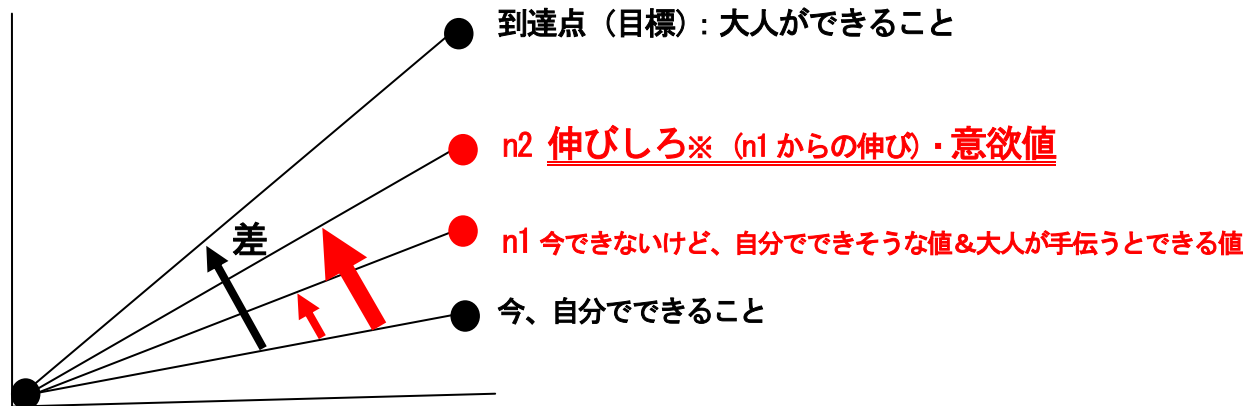 到達点（目標）：大人ができること
n2 伸びしろ※（n1からの伸び）・意欲値
差
n1 今できないけど、自分でできそうな値＆大人が手伝うとできる値
今、自分でできること